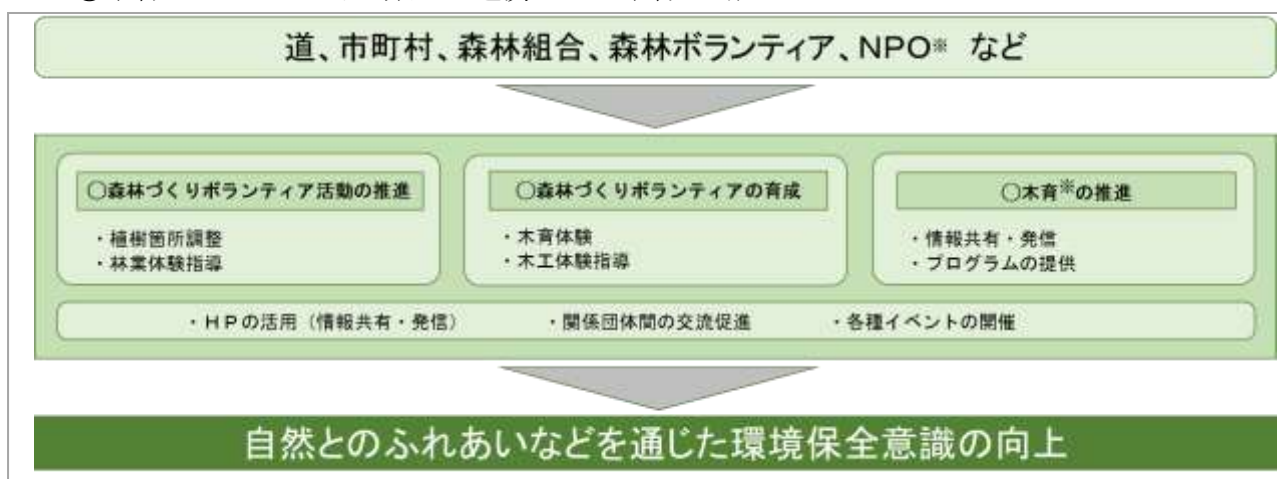 道、市町村、森林組合、森林ボランティア、NPO※ など
○森林づくりボランティア活動の推進
・植樹箇所調整
・林業体験指導
○森林づくりボランティアの育成
・木育体験
・木工体験指導
○木育※の推進
・情報共有・発信
・プログラムの提供
・HPの活用（情報共有・発信） ・関係団体間の交流促進 ・各種イベントの開催
自然とのふれあいなどを通じた環境保全意識の向上